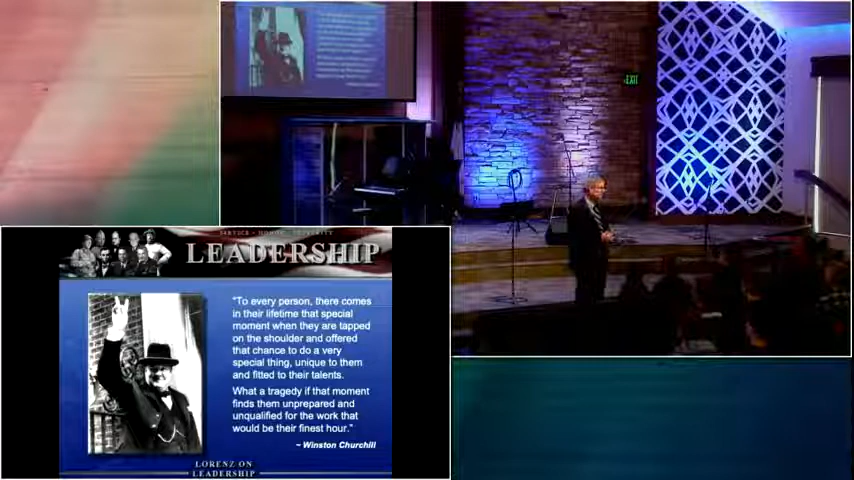 EXIT
SERVICE • HONOR • INTEGRITY
LEADERSHIP
"To every person, there comes
in their lifetime that special
moment when they are tapped
on the shoulder and offered
that chance to do a very
special thing, unique to them
and fitted to their talents.
What a tragedy if that moment
finds them unprepared and
unqualified for the work that
would be their finest hour."
~ Winston Churchill
LORENZ ON
LEADERSHIP